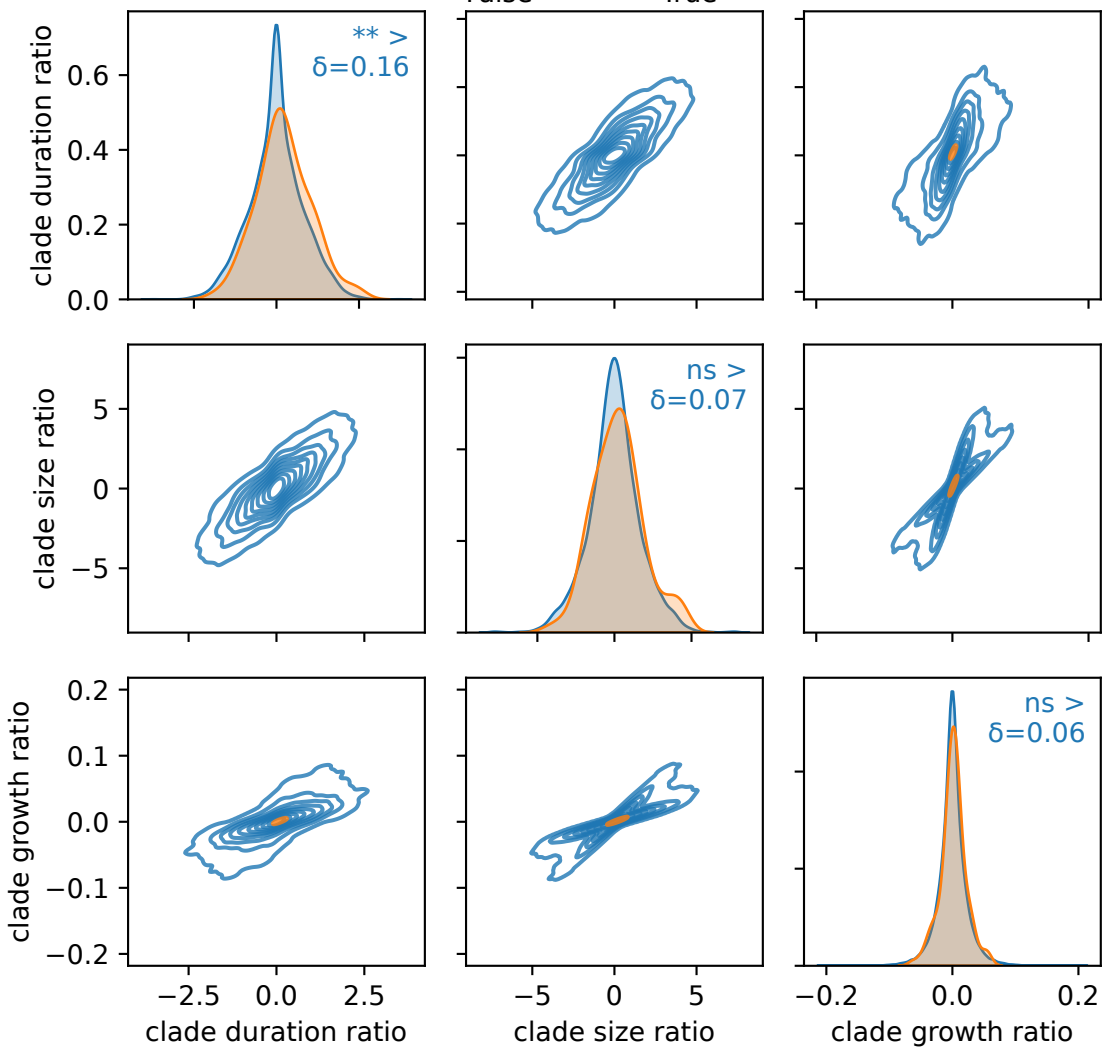 False True
clade duration ratio
0.6
0.4
0.2
0.0
** >
δ=0.16
clade size ratio
5
0
−5
ns >
δ=0.07
clade growth ratio
0.2
0.1
0.0
−0.1
−0.2
ns >
δ=0.06
−2.5 0.0 2.5
−5 0 5
−0.2 0.0 0.2
clade duration ratio
clade size ratio
clade growth ratio